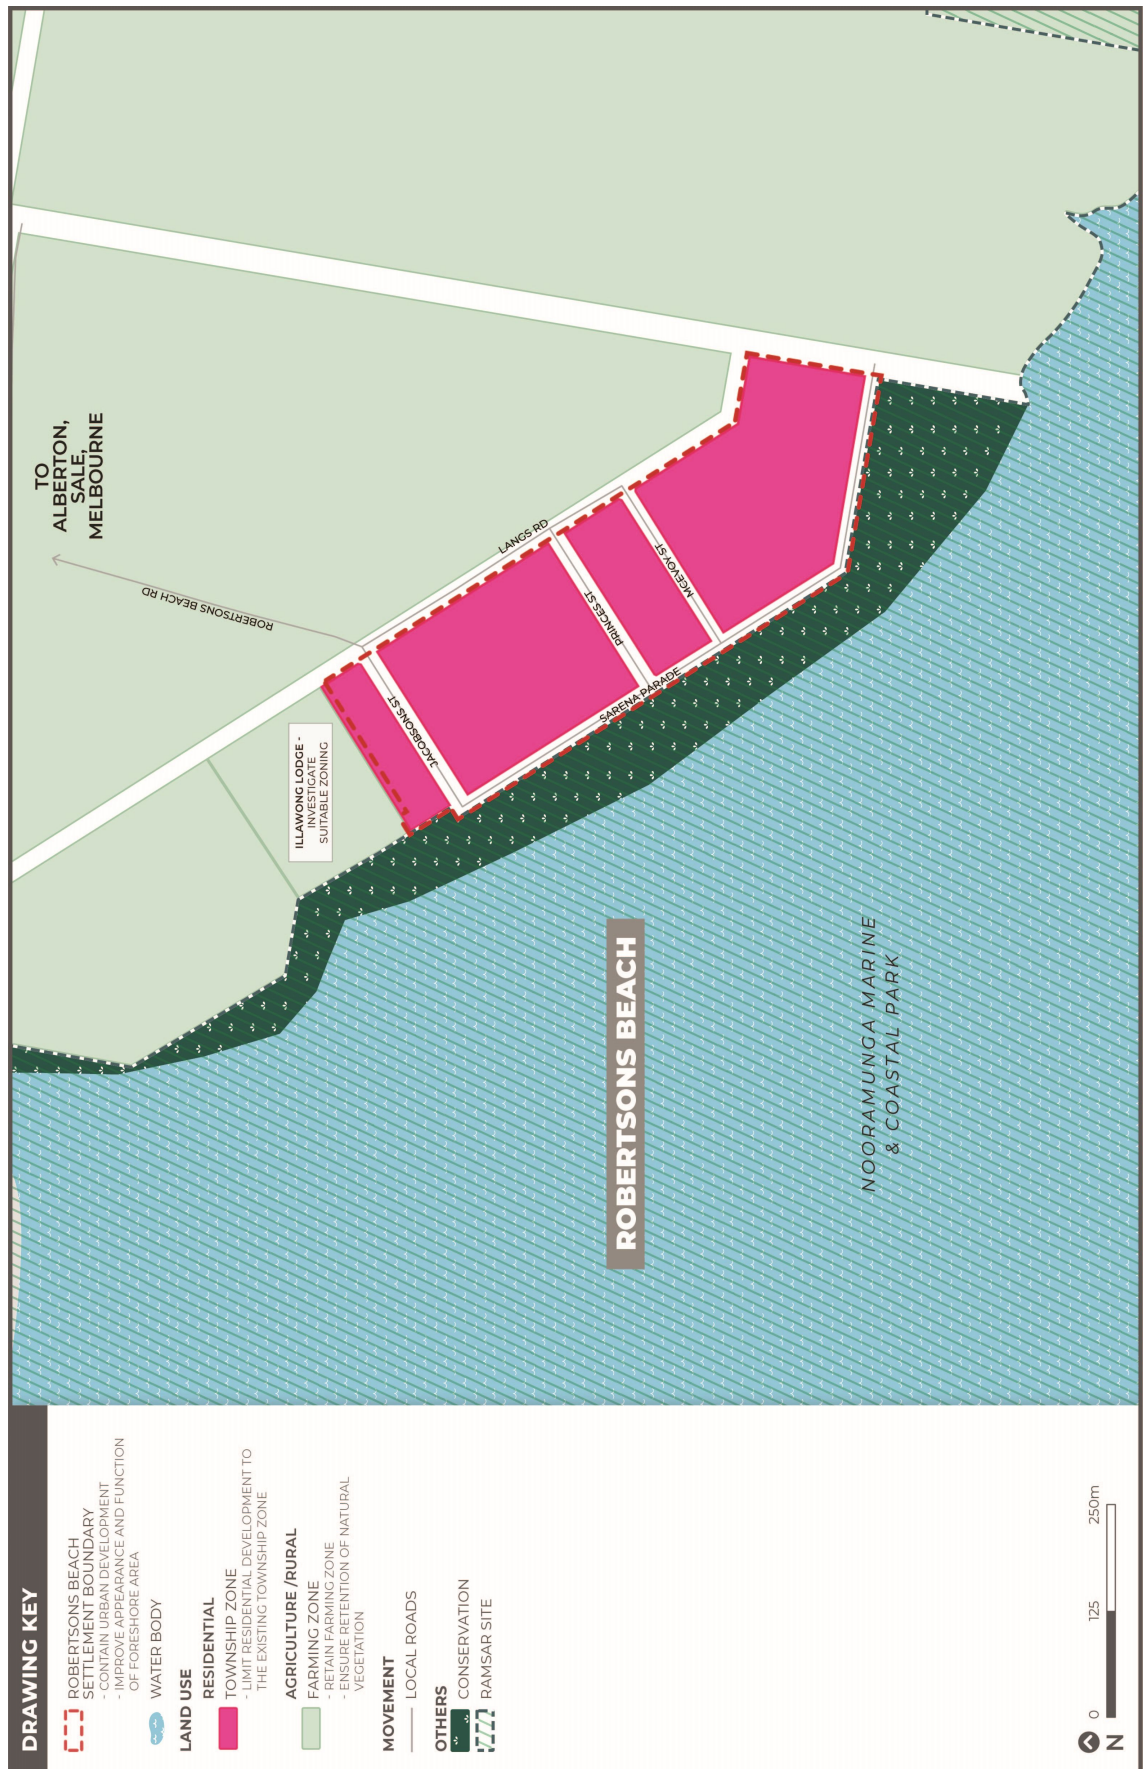 DRAWING KEY
ROBERTSONS BEACH
SETTLEMENT BOUNDARY
- CONTAIN URBAN DEVELOPMENT
- IMPROVE APPEARANCE AND FUNCTION
OF FORESHORE AREA
WATER BODY
LAND USE
RESIDENTIAL
TOWNSHIP ZONE
- LIMIT RESIDENTIAL DEVELOPMENT TO
THE EXISTING TOWNSHIP ZONE
AGRICULTURE /RURAL
FARMING ZONE
- RETAIN FARMING ZONE
- ENSURE RETENTION OF NATURAL
VEGETATION
MOVEMENT
LOCAL ROADS
OTHERS
CONSERVATION
RAMSAR SITE
0 125 250m
N
TO
ALBERTON,
SALE,
MELBOURNE
ROBERTSONS BEACH RD
LANGS RD
ILLAWONG LODGE -
INVESTIGATE
SUITABLE ZONING
JACOBSONS ST
PRINCES ST
MCEVOY ST
SARENA PARADE
ROBERTSONS BEACH
NOORAMUNGA MARINE
& COASTAL PARK